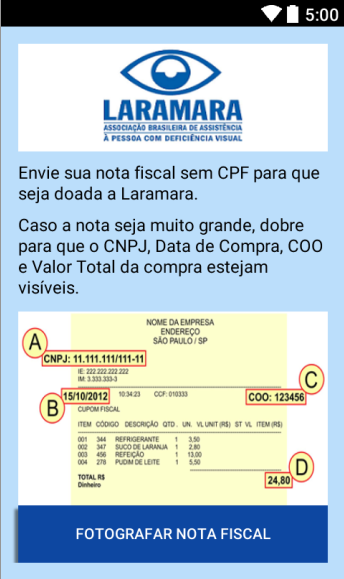 5:00
LARAMARA
ASSOCIAÇÃO BRASILEIRA DE ASSISTÊNCIA
À PESSOA COM DEFICIÊNCIA VISUAL
Envie sua nota fiscal sem CPF para que
seja doada a Laramara.
Caso a nota seja muito grande, dobre
para que o CNPJ, Data de Compra, COO
e Valor Total da compra estejam
visíveis.
NOME DA EMPRESA
ENDEREÇO
SÃO PAULO / SP
A
CNPJ: 11.111.111/111-11
IE: 222.222.222.222
IM: 3.333.333-3
C
15/10/2012 10:34:23 CCF: 010333 COO: 123456
B
CUPOM FISCAL
ITEM CÓDIGO DESCRIÇÃO QTD. UN. VL UNIT (R$) ST VL ITEM (R$)
001 344 REFRIGERANTE 1 3,50
002 347 SUCO DE LARANJA 1 2,80
003 456 REFEIÇÃO 1 13,00
004 278 PUDIM DE LEITE 1 5,50
D
TOTAL R$ 24,80
Dinheiro
FOTOGRAFAR NOTA FISCAL